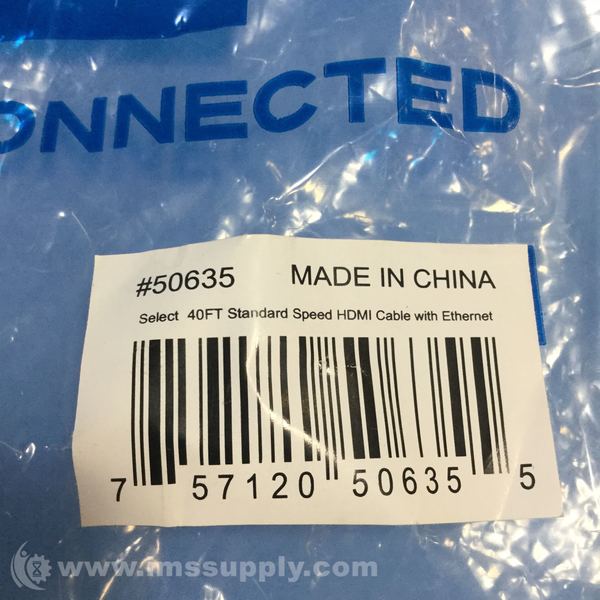 ONNECTED
#50635 MADE IN CHINA
Select 40FT Standard Speed HDMI Cable with Ethernet
7 57120 50635 5
www.imssupply.com